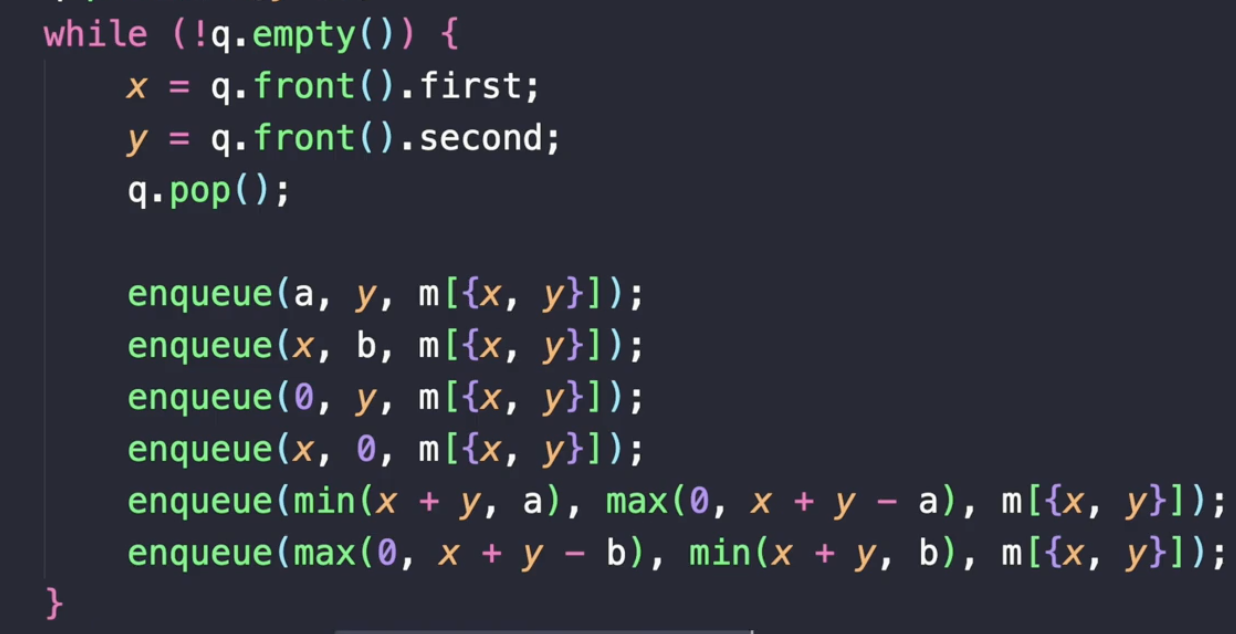 while (!q.empty()) {
x = q.front().first;
y = q.front().second;
q.pop();
enqueue(a, y, m[{x, y}]);
enqueue(x, b, m[{x, y}]);
enqueue(0, y, m[{x, y}]);
enqueue(x, 0, m[{x, y}]);
enqueue(min(x + y, a), max(0, x + y - a), m[{x, y}]);
enqueue(max(0, x + y - b), min(x + y, b), m[{x, y}]);
}